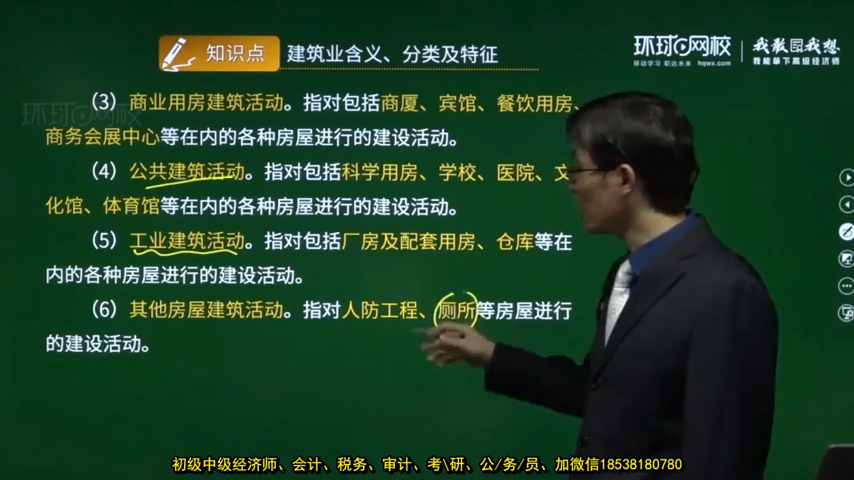 知识点 建筑业含义、分类及特征
环球网校 我敢因我想
移动学习 职达未来 hqwx.com 我能拿下高级经济师
环球网校
（3）商业用房建筑活动。指对包括商厦、宾馆、餐饮用房、
商务会展中心等在内的各种房屋进行的建设活动。
（4）公共建筑活动。指对包括科学用房、学校、医院、文
化馆、体育馆等在内的各种房屋进行的建设活动。
（5）工业建筑活动。指对包括厂房及配套用房、仓库等在
内的各种房屋进行的建设活动。
（6）其他房屋建筑活动。指对人防工程、厕所等房屋进行
的建设活动。
初级中级经济师、会计、税务、审计、考\研、公/务/员、加微信18538180780